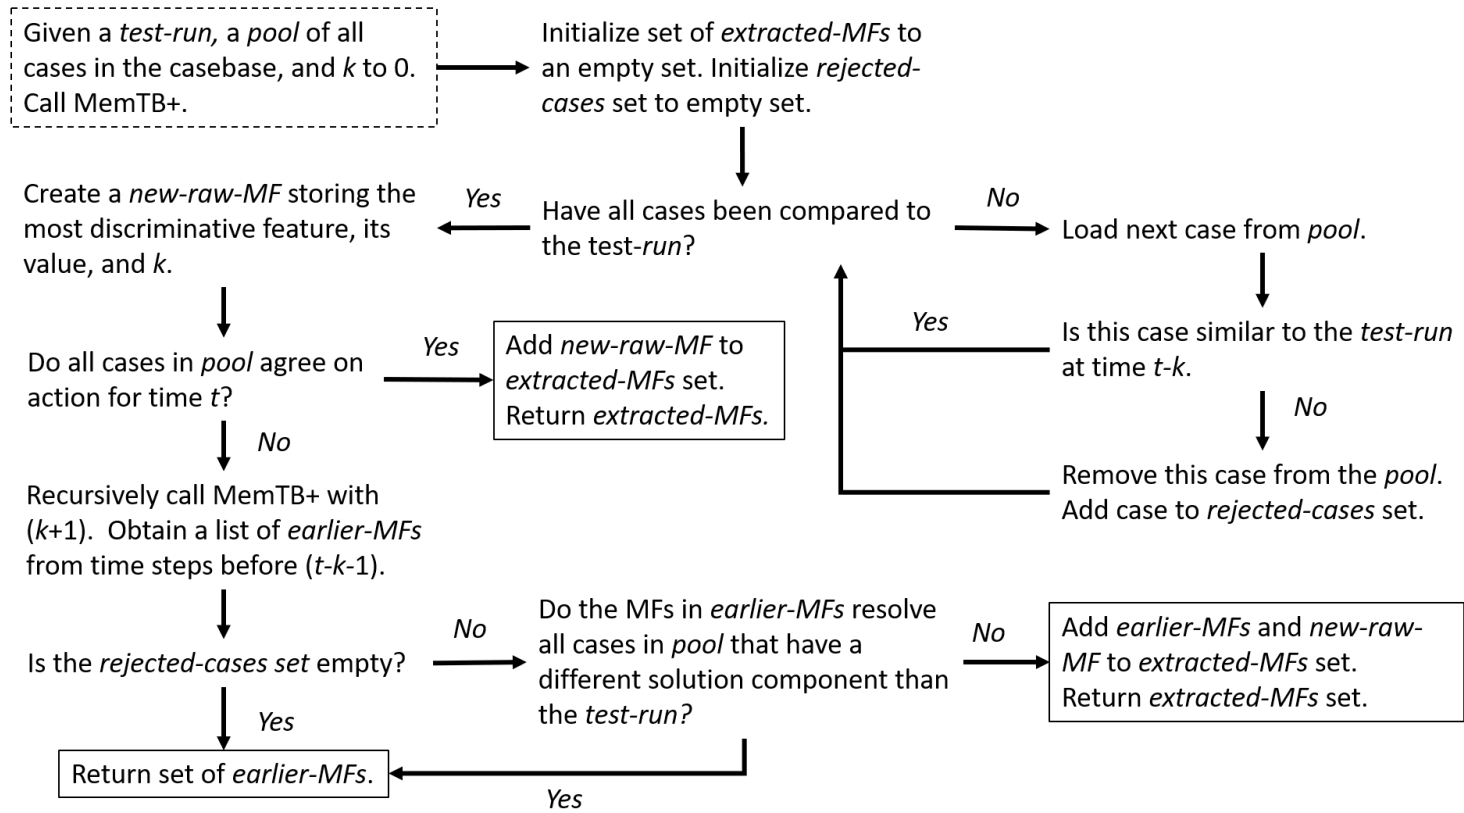 Given a test-run, a pool of all
cases in the casebase, and k to 0.
Call MemTB+.
Initialize set of extracted-MFs to
an empty set. Initialize rejected-
cases set to empty set.
Create a new-raw-MF storing the
most discriminative feature, its
value, and k.
Yes
Have all cases been compared to
the test-run?
No
Load next case from pool.
Yes
Is this case similar to the test-run
at time t-k.
Do all cases in pool agree on
action for time t?
Yes
Add new-raw-MF to
extracted-MFs set.
Return extracted-MFs.
No
No
Remove this case from the pool.
Add case to rejected-cases set.
Recursively call MemTB+ with
(k+1). Obtain a list of earlier-MFs
from time steps before (t-k-1).
Is the rejected-cases set empty?
No
Do the MFs in earlier-MFs resolve
all cases in pool that have a
different solution component than
the test-run?
No
Add earlier-MFs and new-raw-
MF to extracted-MFs set.
Return extracted-MFs set.
Yes
Return set of earlier-MFs.
Yes